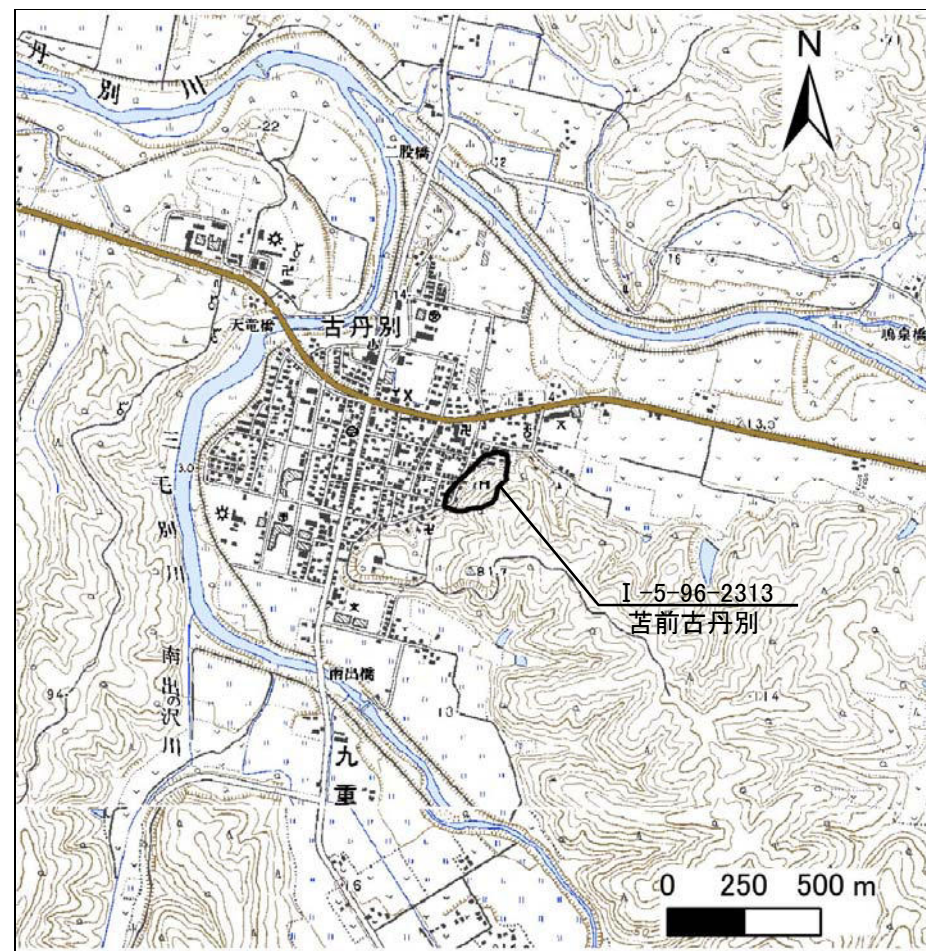 N
丹別川
22
二股橋
12
16
14
天竜橋
古丹別
鳴泉橋
13.0
3.0
三毛別川
81.7
I-5-96-2313
苫前古丹別
114
94
南出の沢川
南出橋
13
九重
16
0 250 500 m